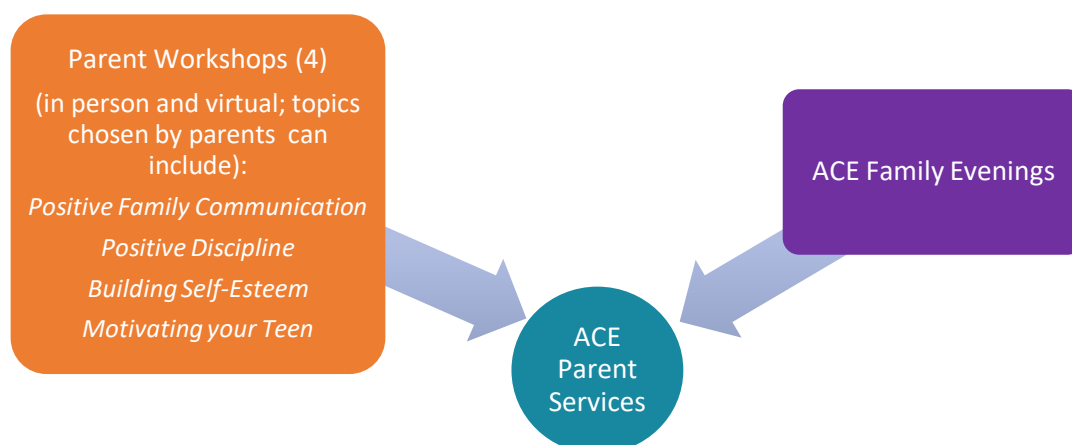 Parent Workshops (4)
(in person and virtual; topics
chosen by parents can
include):
Positive Family Communication
Positive Discipline
Building Self-Esteem
Motivating your Teen
ACE Family Evenings
ACE
Parent
Services